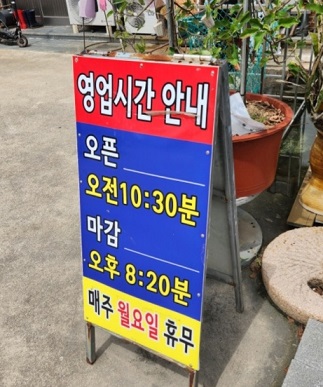 영업시간 안내
오픈
오전10:30분
마감
오후 8:20분
매주 월요일 휴무